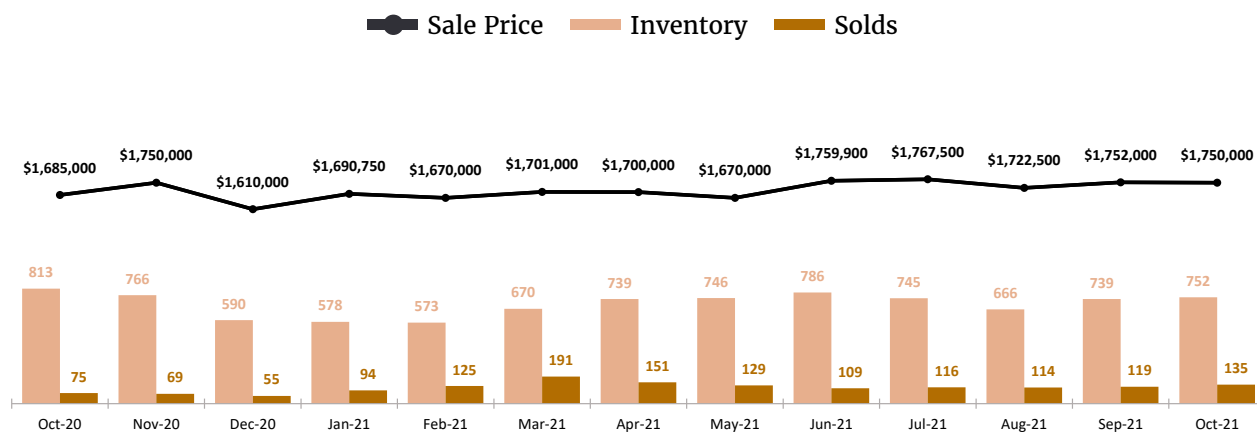 Sale Price Inventory Solds
$1,685,000 $1,750,000 $1,610,000 $1,690,750 $1,670,000 $1,701,000 $1,700,000 $1,670,000 $1,759,900 $1,767,500 $1,722,500 $1,752,000 $1,750,000
813 766 590 578 573 670 739 746 786 745 666 739 752
75 69 55 94 125 191 151 129 109 116 114 119 135
Oct-20 Nov-20 Dec-20 Jan-21 Feb-21 Mar-21 Apr-21 May-21 Jun-21 Jul-21 Aug-21 Sep-21 Oct-21